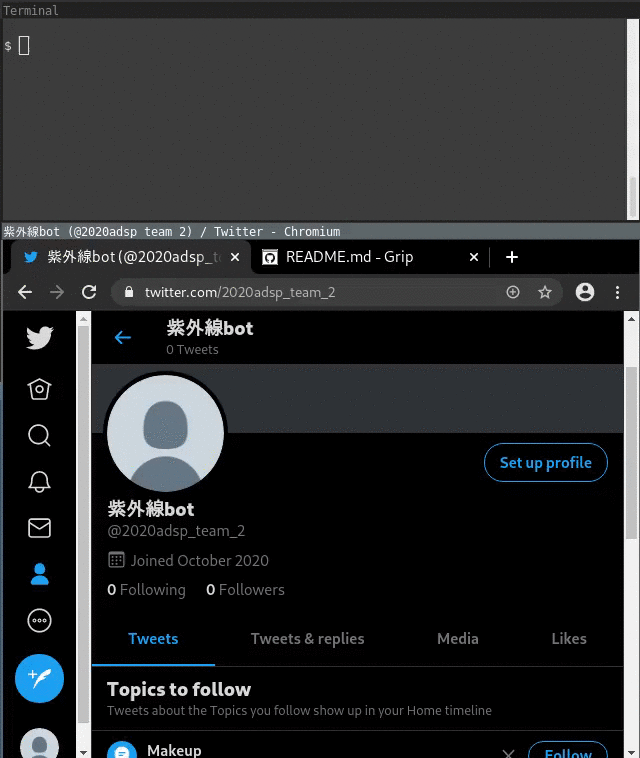 Terminal
$
紫外線bot (@2020adsp team 2) / Twitter - Chromium
紫外線bot (@2020adsp_t
README.md - Grip
twitter.com/2020adsp_team_2
紫外線bot
0 Tweets
Set up profile
紫外線bot
@2020adsp_team_2
Joined October 2020
0 Following 0 Followers
Tweets Tweets & replies Media Likes
Topics to follow
Tweets about the Topics you follow show up in your Home timeline
Makeup
Follow